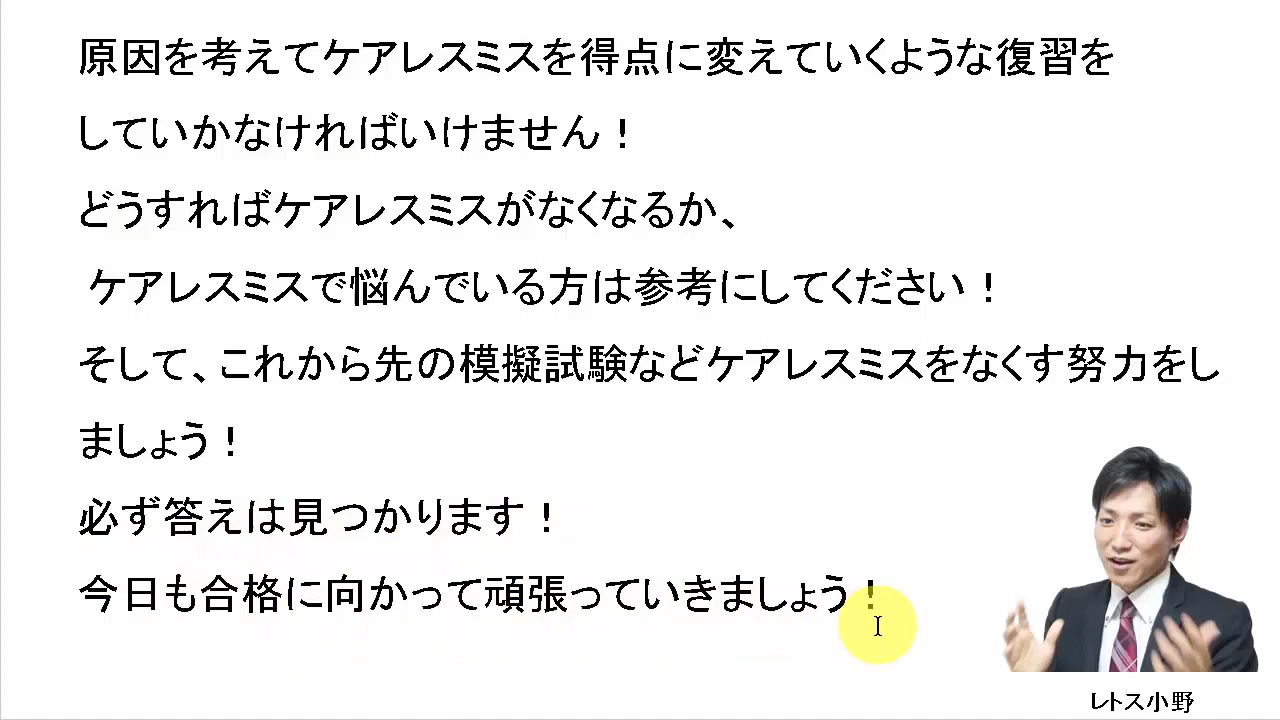 原因を考えてケアレスミスを得点に変えていくような復習を
していかなければいけません！
どうすればケアレスミスがなくなるか、
ケアレスミスで悩んでいる方は参考にしてください！
そして、これから先の模擬試験などケアレスミスをなくす努力をし
ましょう！
必ず答えは見つかります！
今日も合格に向かって頑張っていきましょう！
レトス小野